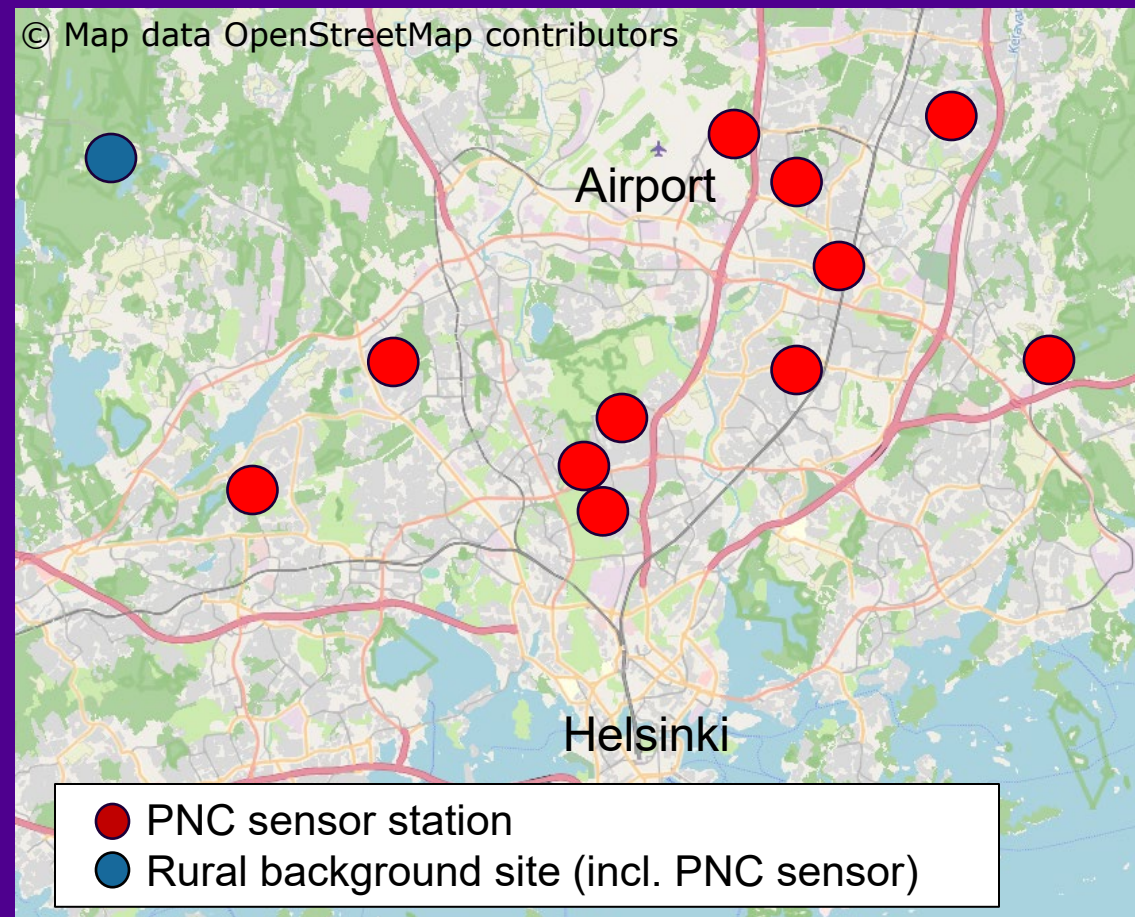 © Map data OpenStreetMap contributors
Airport
Helsinki
PNC sensor station
Rural background site (incl. PNC sensor)